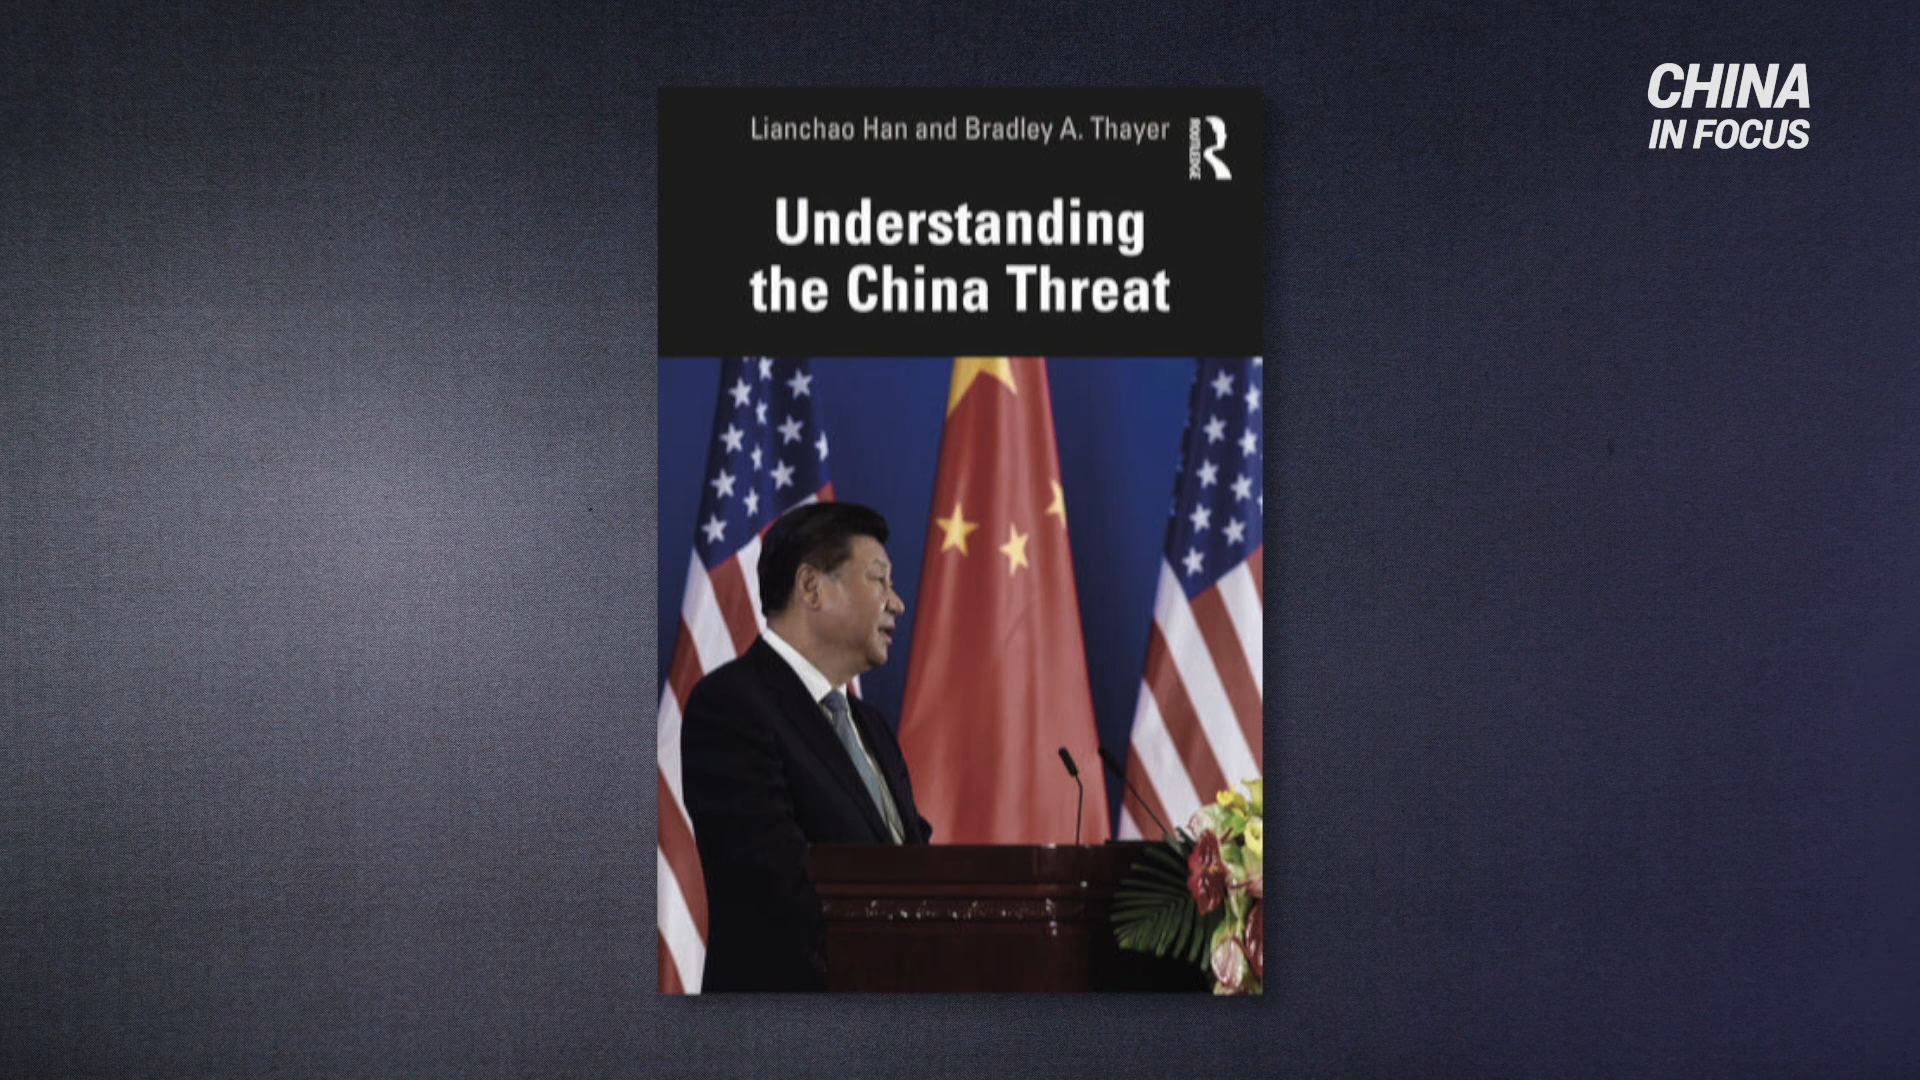 CHINA
IN FOCUS
Lianchao Han and Bradley A. Thayer
ROUTLEDGE
Understanding
the China Threat